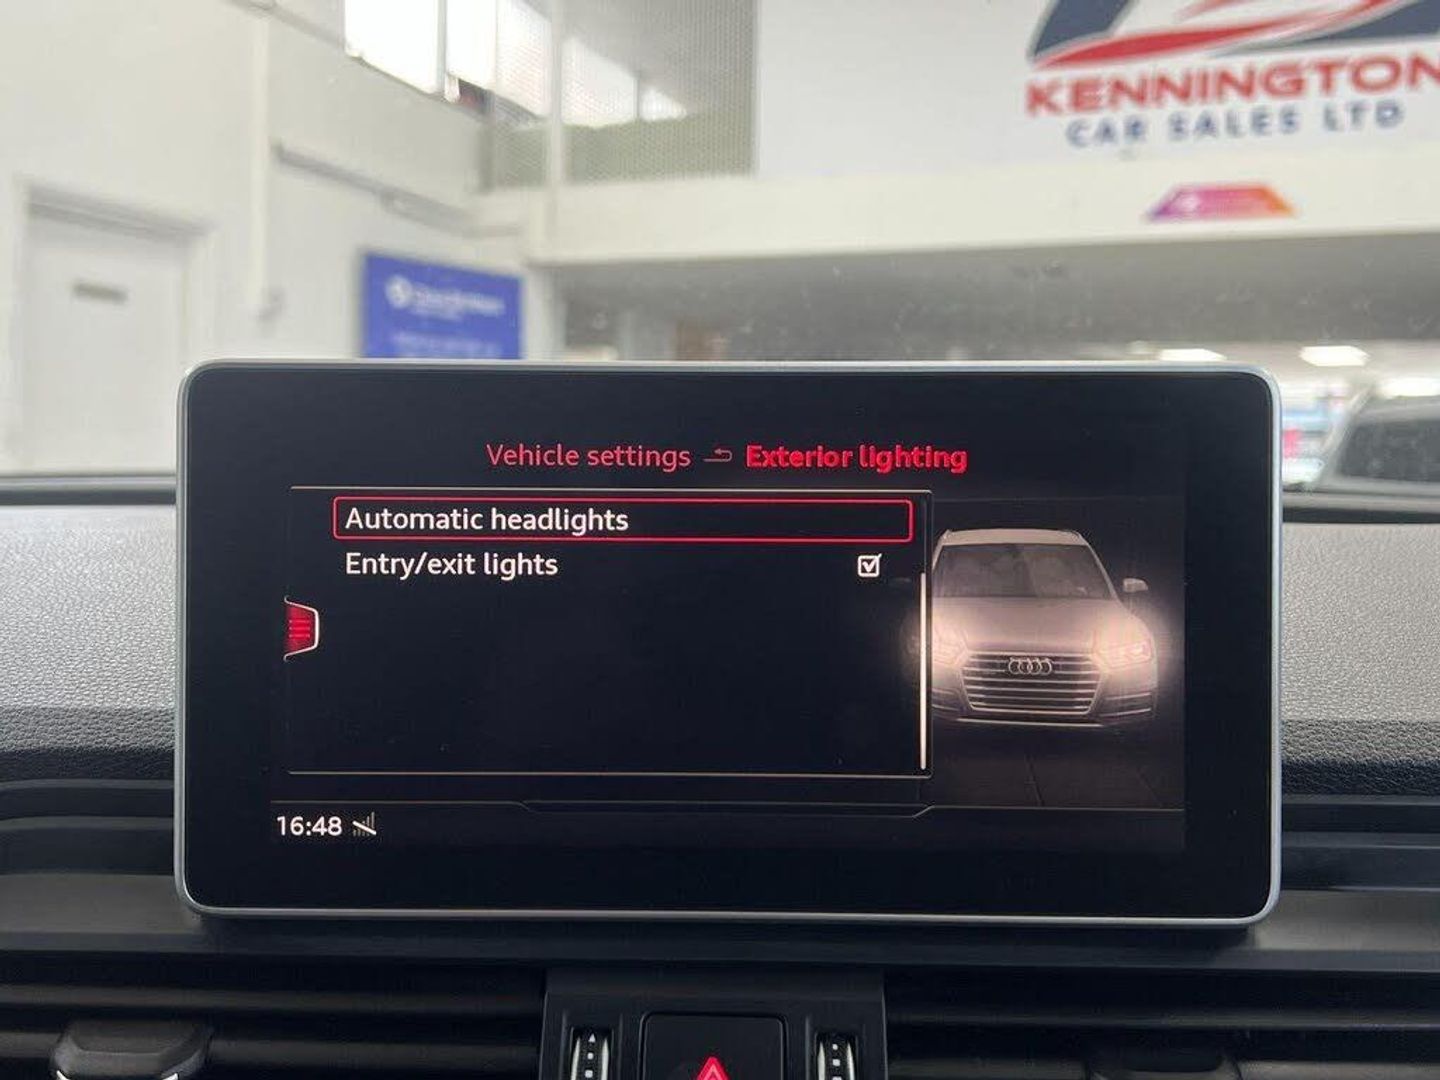 KENNINGTON
CAR SALES LTD
Vehicle settings Exterior lighting
Automatic headlights
Entry/exit lights
16:48